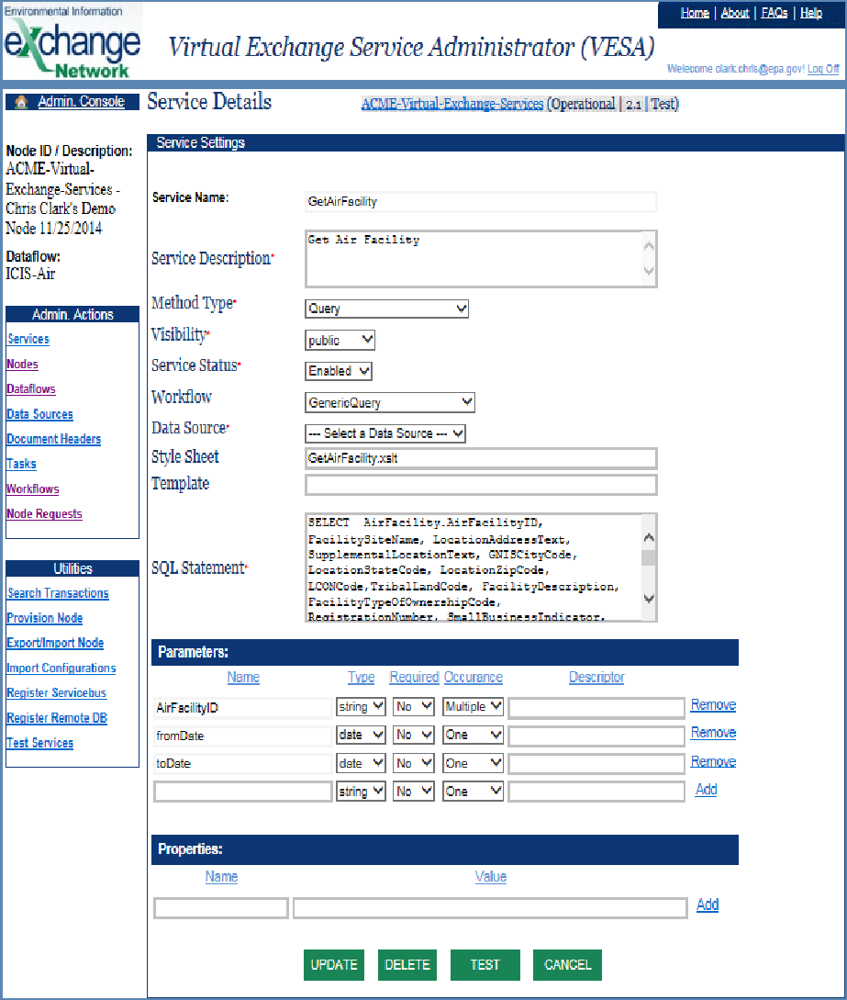 Environmental Information
eXchange
Network
Home | About | FAQs | Help
Virtual Exchange Service Administrator (VESA)
Welcome clark.chris@epa.gov! Log Off
Admin. Console
Service Details
ACME-Virtual-Exchange-Services (Operational | 2.1 | Test)
Node ID / Description:
ACME-Virtual-
Exchange-Services -
Chris Clark's Demo
Node 11/25/2014
Dataflow:
ICIS-Air
Admin. Actions
Services
Nodes
Dataflows
Data Sources
Document Headers
Tasks
Workflows
Node Requests
Utilities
Search Transactions
Provision Node
Export/Import Node
Import Configurations
Register Servicebus
Register Remote DB
Test Services
Service Settings
Service Name:
GetAirFacility
Service Description*
Get Air Facility
Method Type*
Query
Visibility*
public
Service Status*
Enabled
Workflow
GenericQuery
Data Source*
--- Select a Data Source ---
Style Sheet
GetAirFacility.xslt
Template
SQL Statement*
SELECT AirFacility.AirFacilityID,
FacilitySiteName, LocationAddressText,
SupplementalLocationText, GNISCityCode,
LocationStateCode, LocationZipCode,
LCONCode,TribalLandCode, FacilityDescription,
FacilityTypeOfOwnershipCode,
RegistrationNumber, SmallBusinessIndicator,
Parameters:
Name Type Required Occurance Descriptor
AirFacilityID string No Multiple Remove
fromDate date No One Remove
toDate date No One Remove
string No One Add
Properties:
Name Value
Add
UPDATE DELETE TEST CANCEL